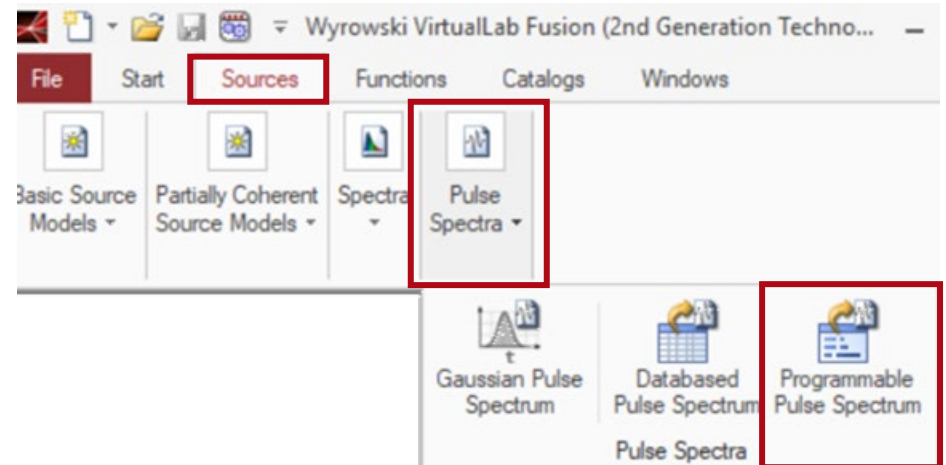 Wyrowski VirtualLab Fusion (2nd Generation Techno...
File Start Sources Functions Catalogs Windows
Basic Source Models
Partially Coherent Source Models
Spectra
Pulse Spectra
t
Gaussian Pulse Spectrum
Databased Pulse Spectrum
Programmable Pulse Spectrum
Pulse Spectra